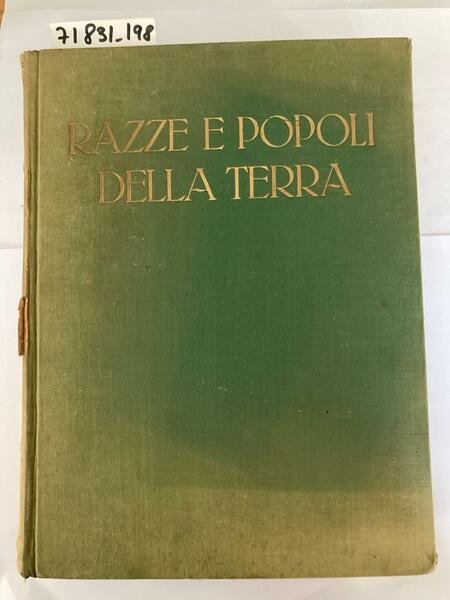 71831_198
RAZZE E POPOLI
DELLA TERRA